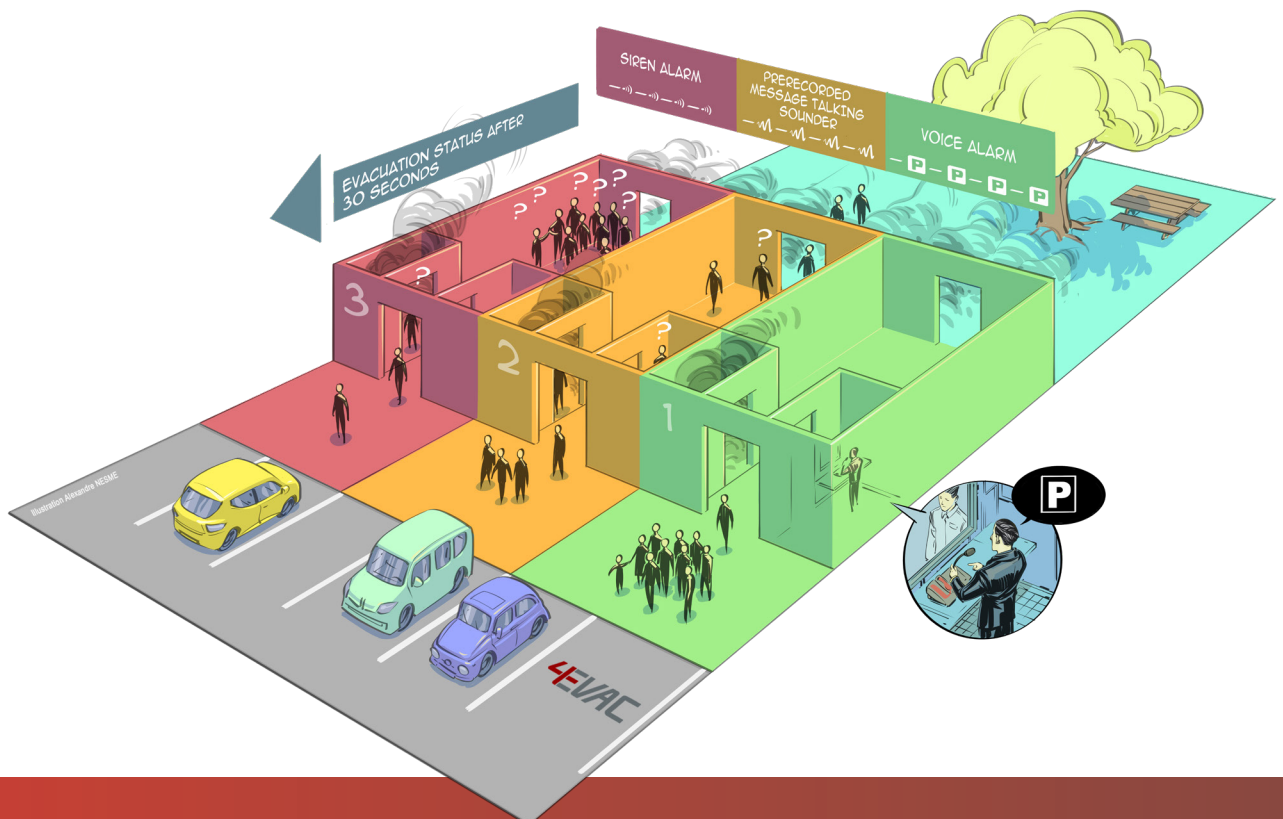 SIREN ALARM
PRERECORDED
MESSAGE TALKING
SOUNDER
VOICE ALARM
P P P P
EVACUATION STATUS AFTER
30 SECONDS
? ? ? ? ? ? ?
?
?
?
3
2
1
P
Illustration Alexandre NESME
4EVAC